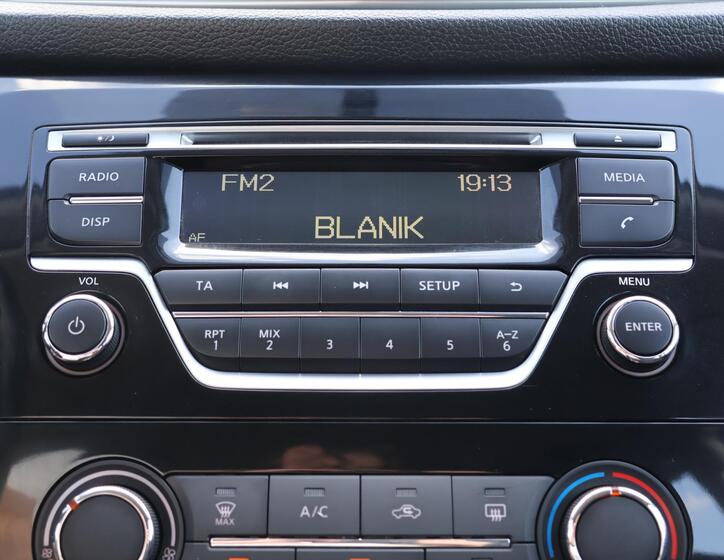 RADIO
FM2 19:13
MEDIA
DISP
AF
BLANIK
VOL
TA
SETUP
MENU
RPT
1
MIX
2
3
4
5
A–Z
6
ENTER
MAX
A/C